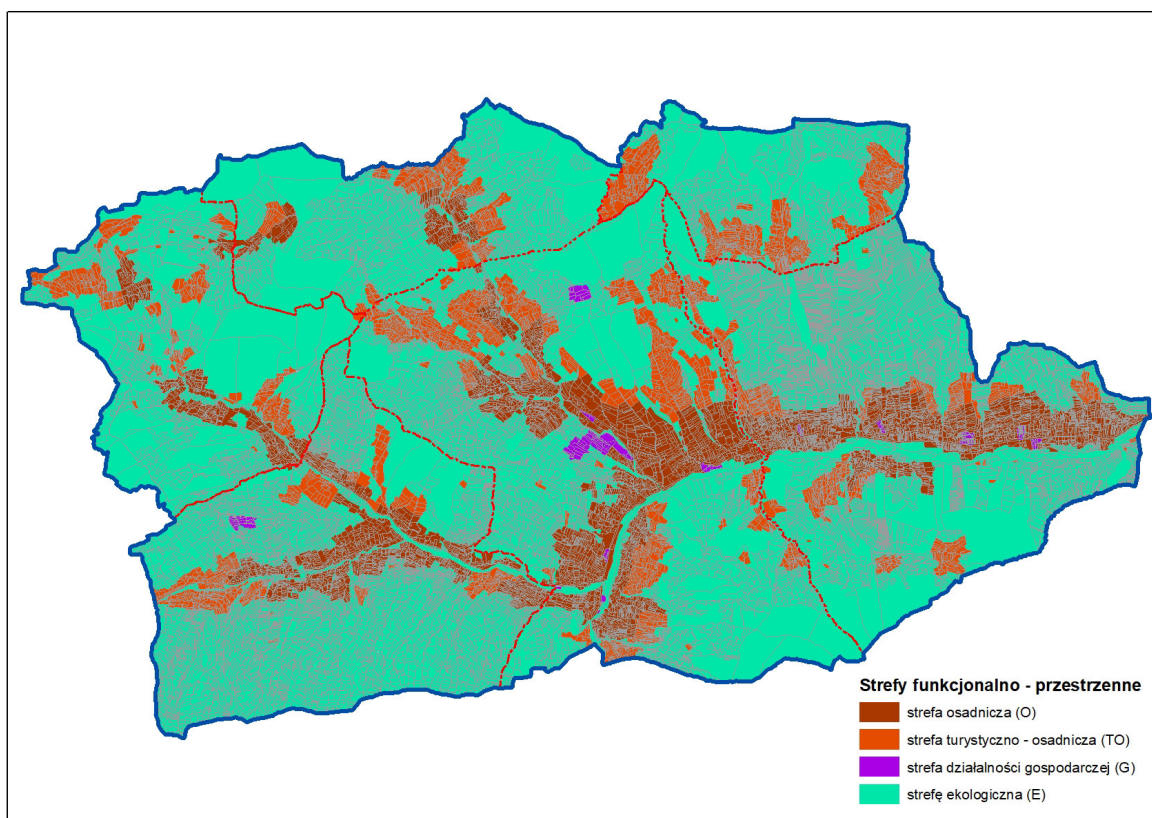 Strefy funkcjonalno - przestrzenne
strefa osadnicza (O)
strefa turystyczno - osadnicza (TO)
strefa działalności gospodarczej (G)
strefę ekologiczna (E)